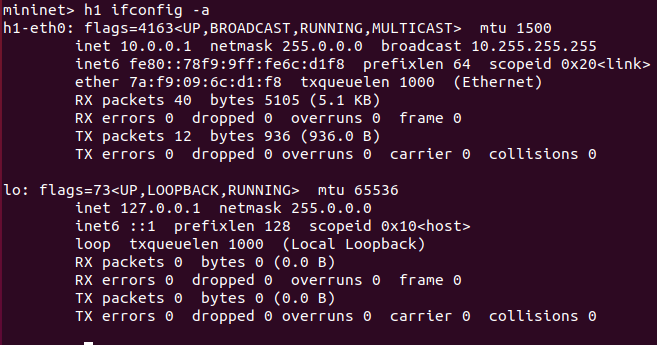 mininet> h1 ifconfig -a
h1-eth0: flags=4163<UP,BROADCAST,RUNNING,MULTICAST>  mtu 1500
        inet 10.0.0.1  netmask 255.0.0.0  broadcast 10.255.255.255
        inet6 fe80::78f9:9ff:fe6c:d1f8  prefixlen 64  scopeid 0x20<link>
        ether 7a:f9:09:6c:d1:f8  txqueuelen 1000  (Ethernet)
        RX packets 40  bytes 5105 (5.1 KB)
        RX errors 0  dropped 0  overruns 0  frame 0
        TX packets 12  bytes 936 (936.0 B)
        TX errors 0  dropped 0 overruns 0  carrier 0  collisions 0

lo: flags=73<UP,LOOPBACK,RUNNING>  mtu 65536
        inet 127.0.0.1  netmask 255.0.0.0
        inet6 ::1  prefixlen 128  scopeid 0x10<host>
        loop  txqueuelen 1000  (Local Loopback)
        RX packets 0  bytes 0 (0.0 B)
        RX errors 0  dropped 0  overruns 0  frame 0
        TX packets 0  bytes 0 (0.0 B)
        TX errors 0  dropped 0 overruns 0  carrier 0  collisions 0